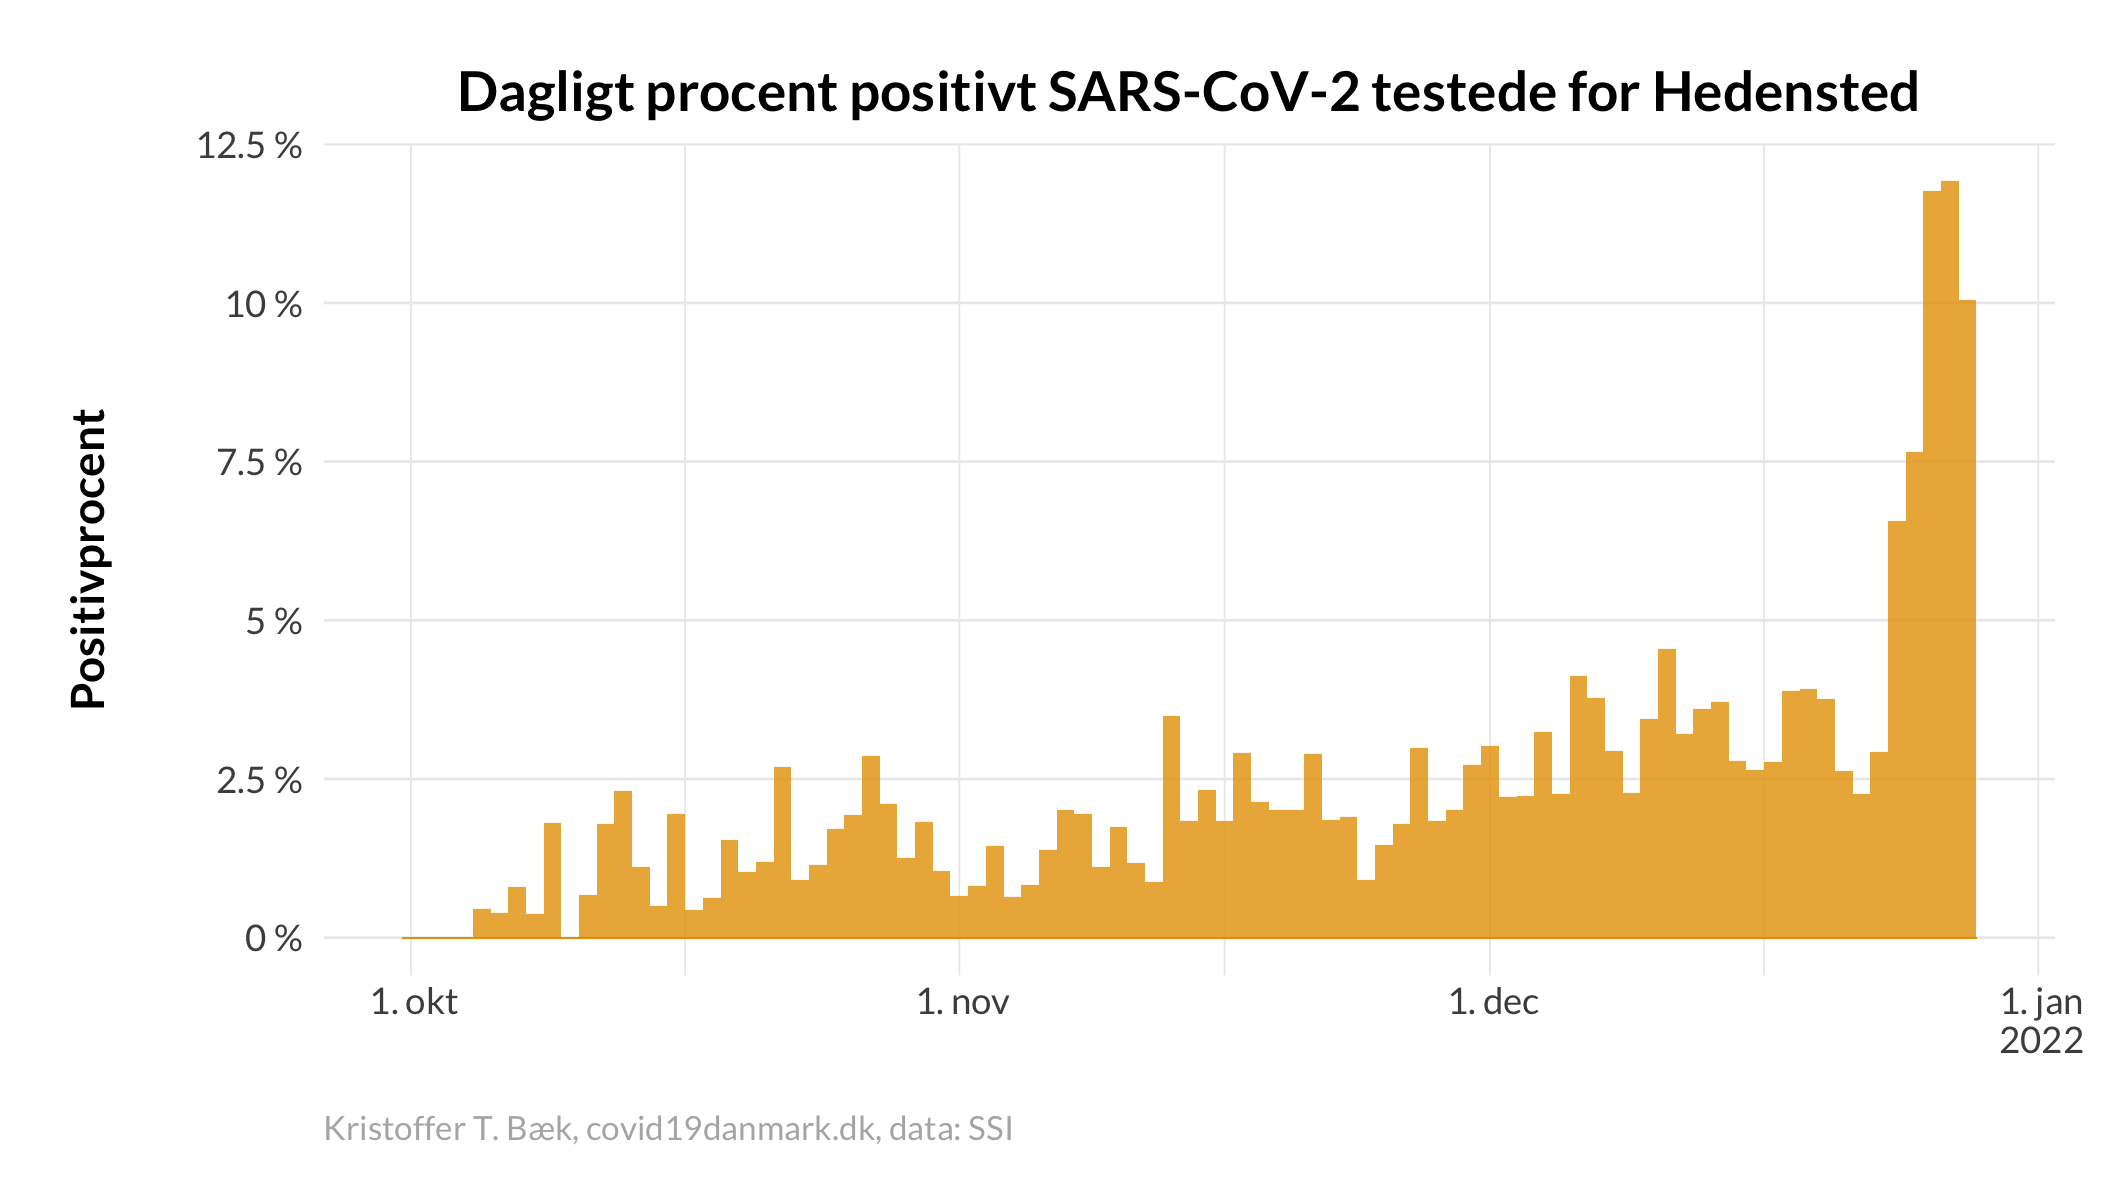 Dagligt procent positivt SARS-CoV-2 testede for Hedensted
12.5 %
10 %
7.5 %
5 %
2.5 %
0 %
Positivprocent
1. okt
1. nov
1. dec
1. jan
2022
Kristoffer T. Bæk, covid19danmark.dk, data: SSI